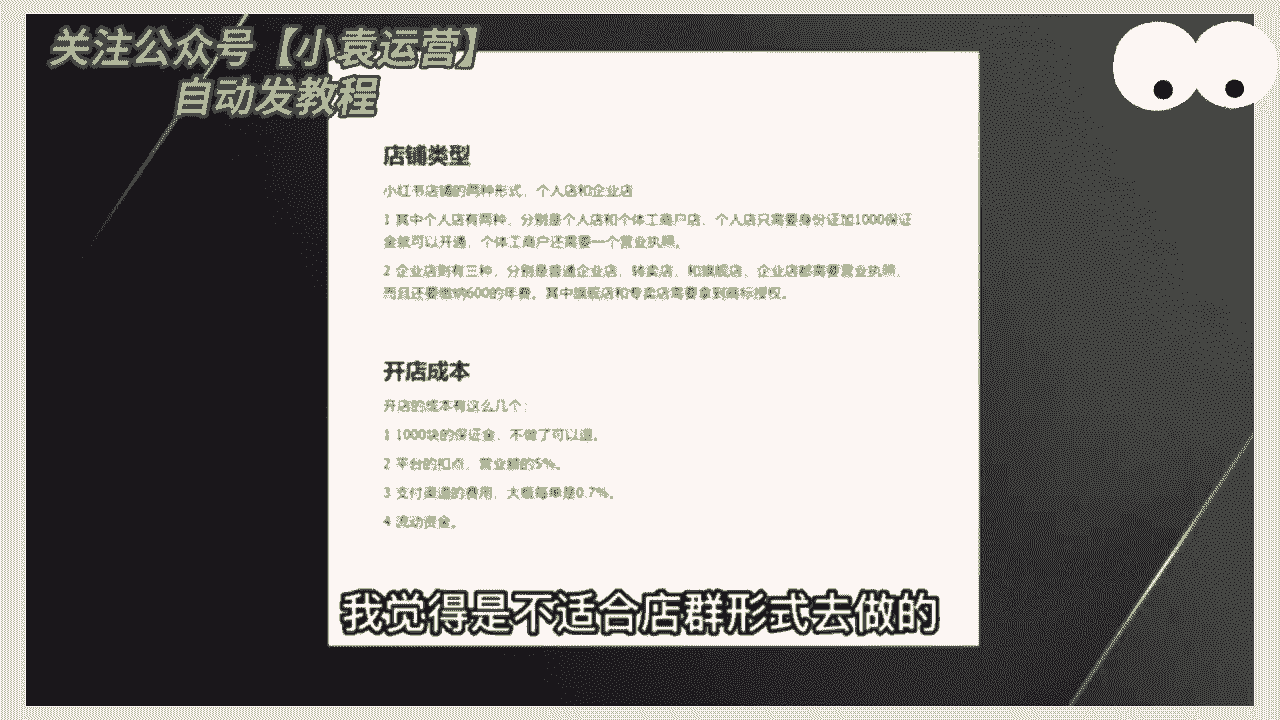 关注公众号【小袁运营】
自动发教程
店铺类型
小红书店铺的两种形式，个人店和企业店
1 其中个人店有两种，分别是个人店和个体工商户店，个人店只需要身份证加1000保证
金就可以开通，个体工商户还需要一个营业执照。
2 企业店则有三种，分别是普通企业店，转卖店，和旗舰店，企业店都需要营业执照，
而且还要缴纳600的年费，其中旗舰店和专卖店需要拿到商标授权。
开店成本
开店的成本有这么几个：
1 1000块的保证金，不做了可以退。
2 平台的扣点，营业额的5%。
3 支付渠道的费用，大概每单是0.7%。
4 流动资金。
我觉得是不适合店群形式去做的